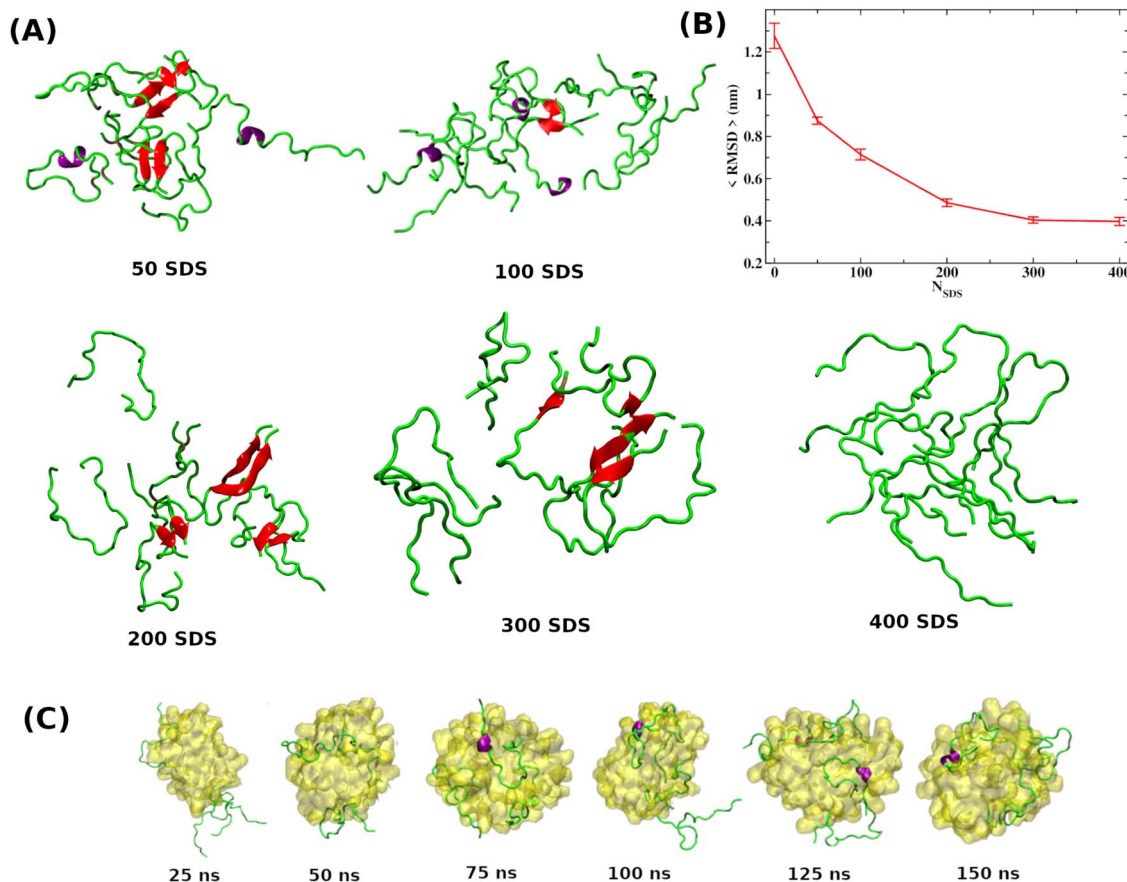 (A)
50 SDS
100 SDS
(B)
< RMSD > (nm)
1.2
1
0.8
0.6
0.4
0.2
0 100 200 300 400
N_SDS
200 SDS
300 SDS
400 SDS
(C)
25 ns
50 ns
75 ns
100 ns
125 ns
150 ns